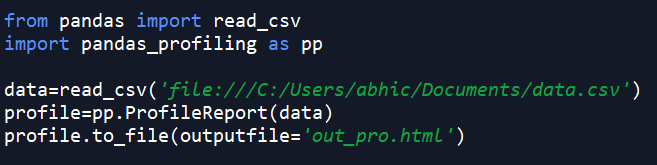 from pandas import read_csv
import pandas_profiling as pp
data=read_csv('file:///C:/Users/abhic/Documents/data.csv')
profile=pp.ProfileReport(data)
profile.to_file(outputfile='out_pro.html')